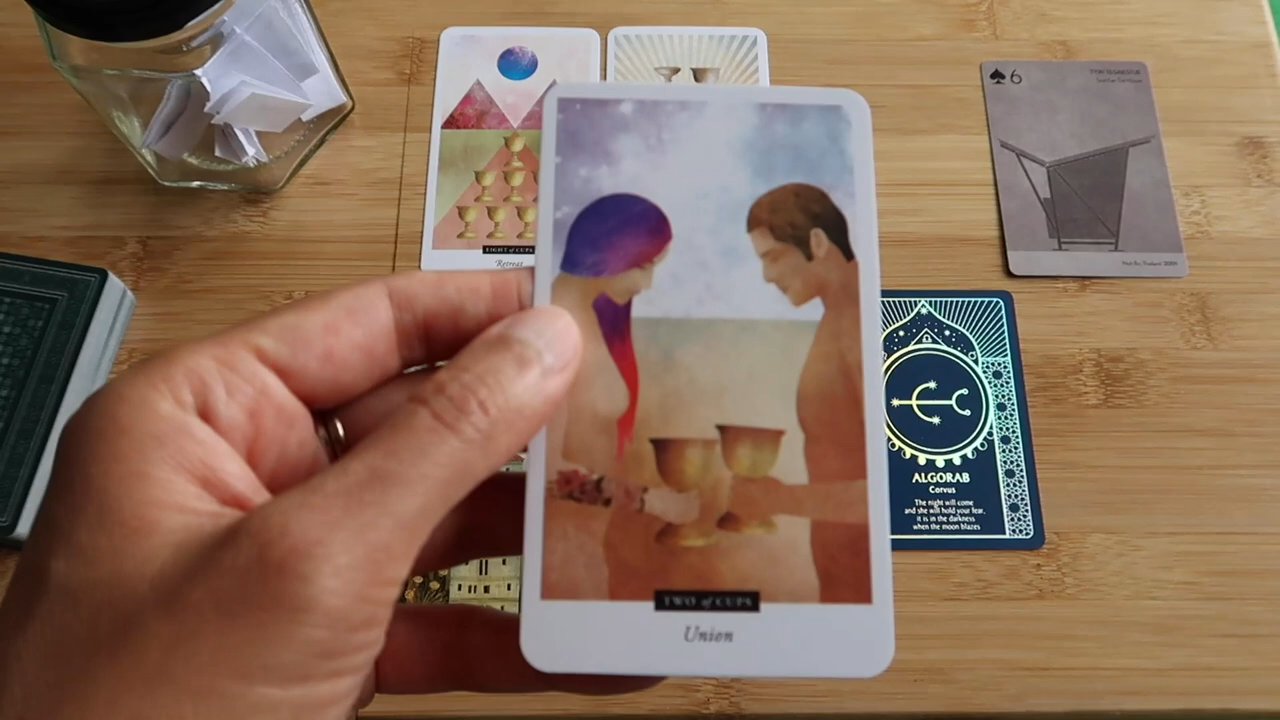 6
EIGHT of CUPS
Retreat
TWO of CUPS
Union
ALGORAB
Corvus
The night will come
and she will hold your fear,
it is in the darkness
when the moon blazes